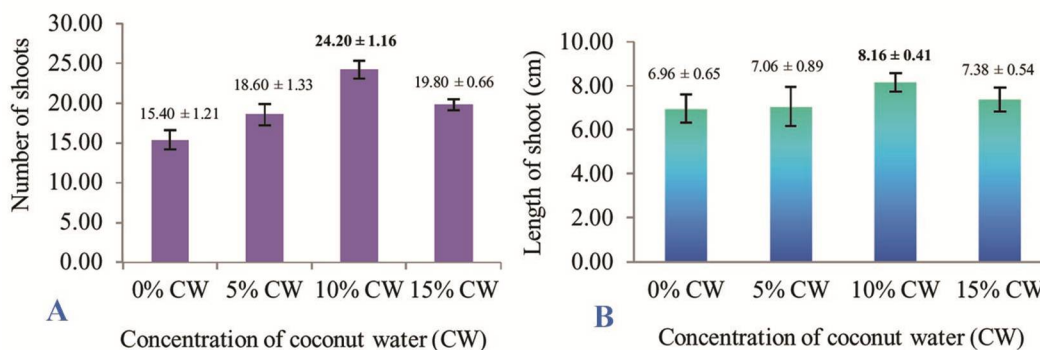 Number of shoots
30.00
25.00
20.00
15.00
10.00
5.00
0.00
15.40 ± 1.21
18.60 ± 1.33
24.20 ± 1.16
19.80 ± 0.66
0% CW
5% CW
10% CW
15% CW
A
Concentration of coconut water (CW)
Length of shoot (cm)
10.00
8.00
6.00
4.00
2.00
0.00
6.96 ± 0.65
7.06 ± 0.89
8.16 ± 0.41
7.38 ± 0.54
0% CW
5% CW
10% CW
15% CW
B
Concentration of coconut water (CW)